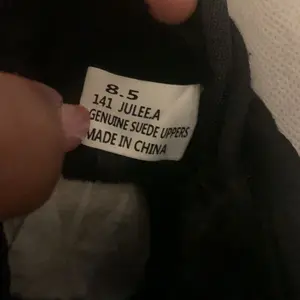 8.5
141 JULEE.A
GENUINE SUEDE UPPERS
MADE IN CHINA